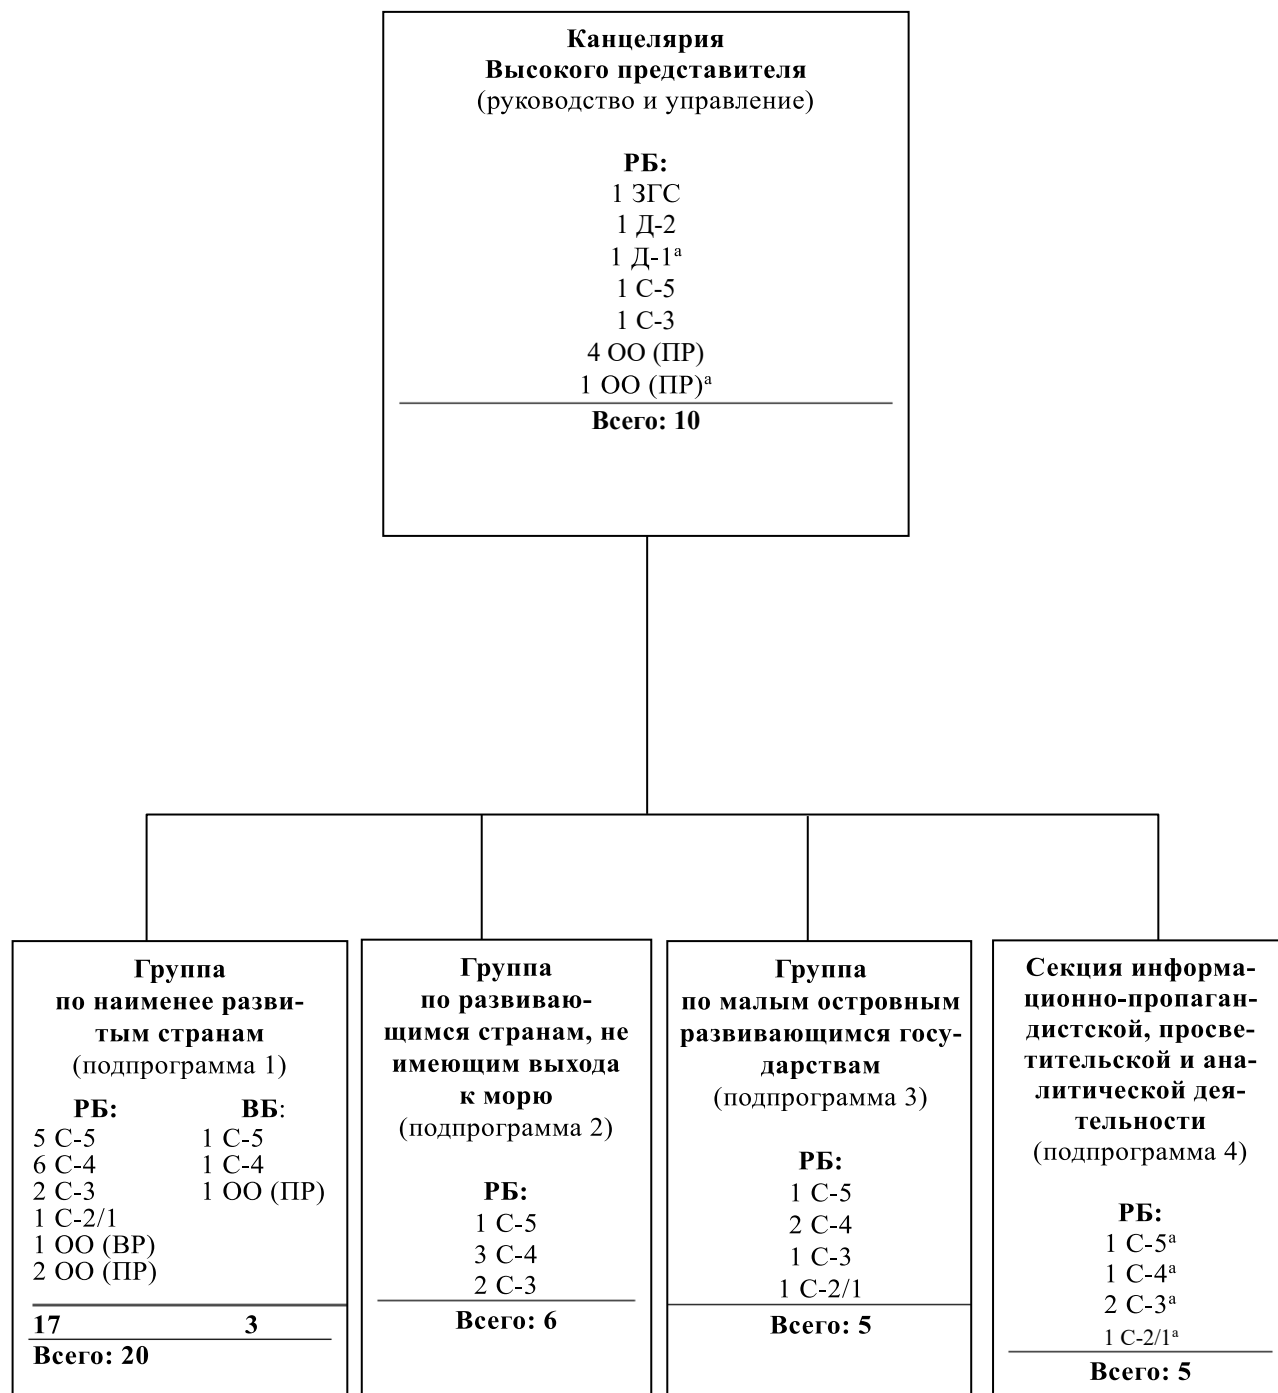 Канцелярия
Высокого представителя
(руководство и управление)
РБ:
1 ЗГС
1 Д-2
1 Д-1ᵃ
1 С-5
1 С-3
4 ОО (ПР)
1 ОО (ПР)ᵃ
Всего: 10
Группа
по наименее разви-
тым странам
(подпрограмма 1)
РБ: ВБ:
5 С-5 1 С-5
6 С-4 1 С-4
2 С-3 1 ОО (ПР)
1 С-2/1
1 ОО (ВР)
2 ОО (ПР)
17 3
Всего: 20
Группа
по развиваю-
щимся странам, не
имеющим выхода
к морю
(подпрограмма 2)
РБ:
1 С-5
3 С-4
2 С-3
Всего: 6
Группа
по малым островным
развивающимся госу-
дарствам
(подпрограмма 3)
РБ:
1 С-5
2 С-4
1 С-3
1 С-2/1
Всего: 5
Секция информа-
ционно-пропаган-
дистской, просве-
тительской и ана-
литической дея-
тельности
(подпрограмма 4)
РБ:
1 С-5ᵃ
1 С-4ᵃ
2 С-3ᵃ
1 С-2/1ᵃ
Всего: 5